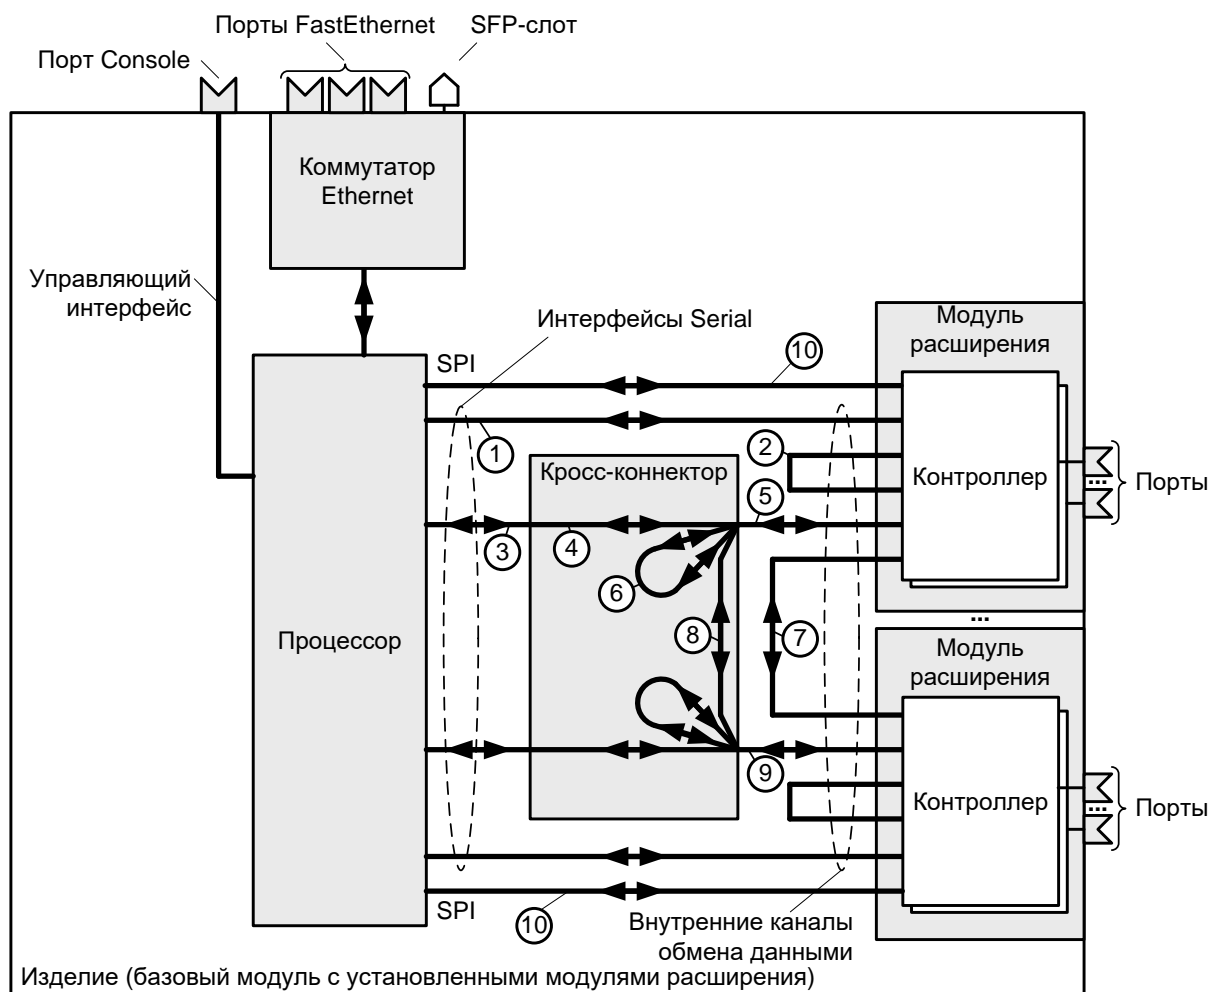 Порты FastEthernet
SFP-слот
Порт Console
Коммутатор
Ethernet
Управляющий
интерфейс
Интерфейсы Serial
SPI
10
Модуль
расширения
1
2
Кросс-коннектор
5
Контроллер
...
Порты
3
4
6
Процессор
8
7
...
Модуль
расширения
9
Контроллер
...
Порты
SPI
10
Внутренние каналы
обмена данными
Изделие (базовый модуль с установленными модулями расширения)